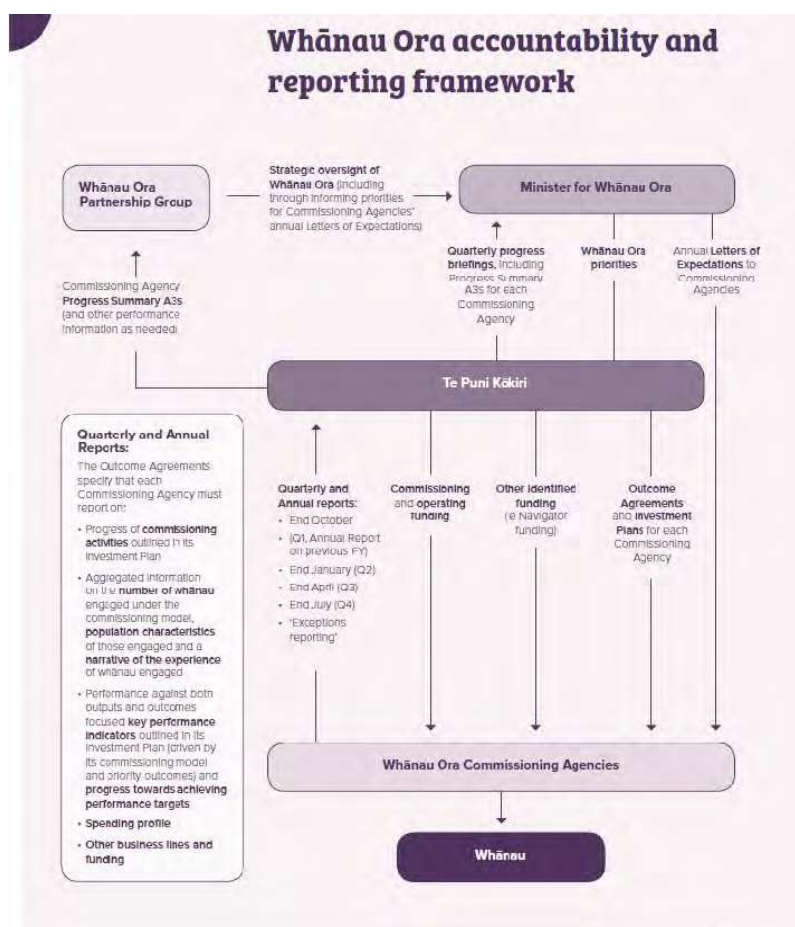 Whānau Ora accountability and
reporting framework
Whānau Ora
Partnership Group
Strategic oversight of
Whānau Ora (including
through informing priorities
for Commissioning Agencies'
annual Letters of Expectations)
Minister for Whānau Ora
Commissioning Agency
Progress Summary A3s
(and other performance
information as needed)
Quarterly progress
briefings, including
Progress Summary
A3s for each
Commissioning
Agency
Whānau Ora
priorities
Annual Letters of
Expectations to
Commissioning
Agencies
Te Puni Kōkiri
Quarterly and Annual
Reports:
The Outcome Agreements
specify that each
Commissioning Agency must
report on:
• Progress of commissioning
activities outlined in its
Investment Plan
• Aggregated information
on the number of whānau
engaged under the
commissioning model,
population characteristics
of those engaged and a
narrative of the experience
of whānau engaged
• Performance against both
outputs and outcomes
focused key performance
indicators outlined in its
Investment Plan (driven by
its commissioning model
and priority outcomes) and
progress towards achieving
performance targets
• Spending profile
• Other business lines and
funding
Quarterly and
Annual reports:
• End October
• (Q1, Annual Report
on previous FY)
• End January (Q2)
• End April (Q3)
• End July (Q4)
• 'Exceptions
reporting'
Commissioning
and operating
funding
Other identified
funding
(ie Navigator
funding)
Outcome
Agreements
and Investment
Plans for each
Commissioning
Agency
Whānau Ora Commissioning Agencies
Whānau